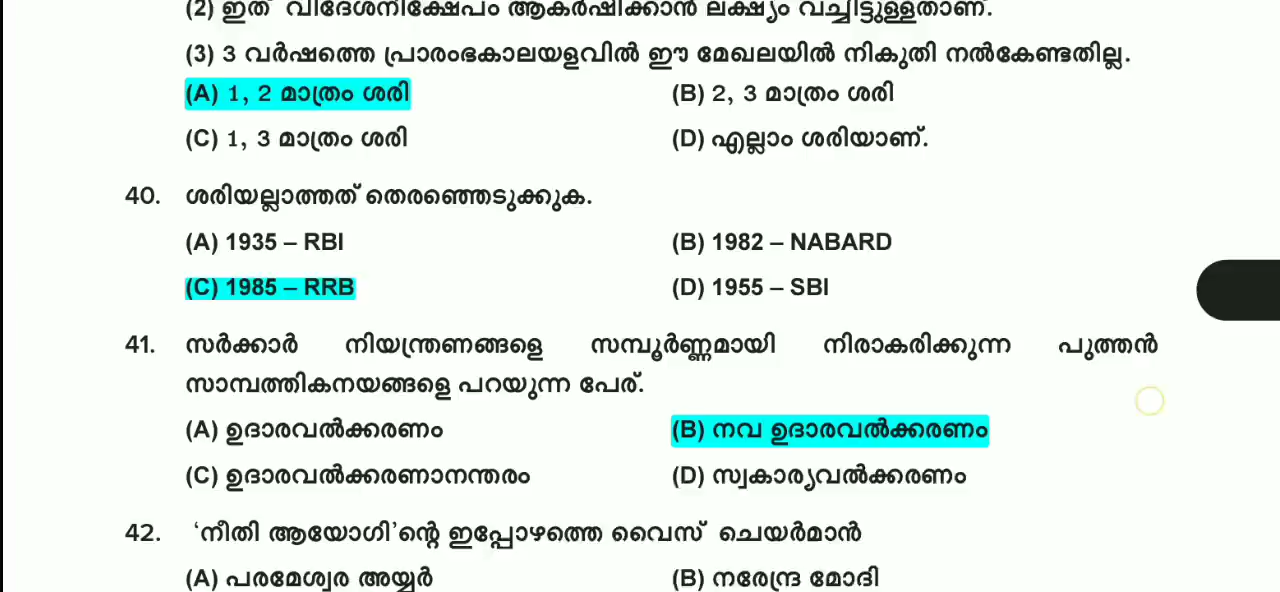 (2) ഇത് വിദേശനിക്ഷേപം ആകർഷിക്കാൻ ലക്ഷ്യം വച്ചിട്ടുള്ളതാണ്.
(3) 3 വർഷത്തെ പ്രാരംഭകാലയളവിൽ ഈ മേഖലയിൽ നികുതി നൽകേണ്ടതില്ല.
(A) 1, 2 മാത്രം ശരി (B) 2, 3 മാത്രം ശരി
(C) 1, 3 മാത്രം ശരി (D) എല്ലാം ശരിയാണ്.
40. ശരിയല്ലാത്തത് തെരഞ്ഞെടുക്കുക.
(A) 1935 – RBI (B) 1982 – NABARD
(C) 1985 – RRB (D) 1955 – SBI
41. സർക്കാർ നിയന്ത്രണങ്ങളെ സമ്പൂർണ്ണമായി നിരാകരിക്കുന്ന പുത്തൻ
സാമ്പത്തികനയങ്ങളെ പറയുന്ന പേര്.
(A) ഉദാരവൽക്കരണം (B) നവ ഉദാരവൽക്കരണം
(C) ഉദാരവൽക്കരണാനന്തരം (D) സ്വകാര്യവൽക്കരണം
42. ‘നീതി ആയോഗി’ന്റെ ഇപ്പോഴത്തെ വൈസ് ചെയർമാൻ
(A) പരമേശ്വര അയ്യർ (B) നരേന്ദ്ര മോദി